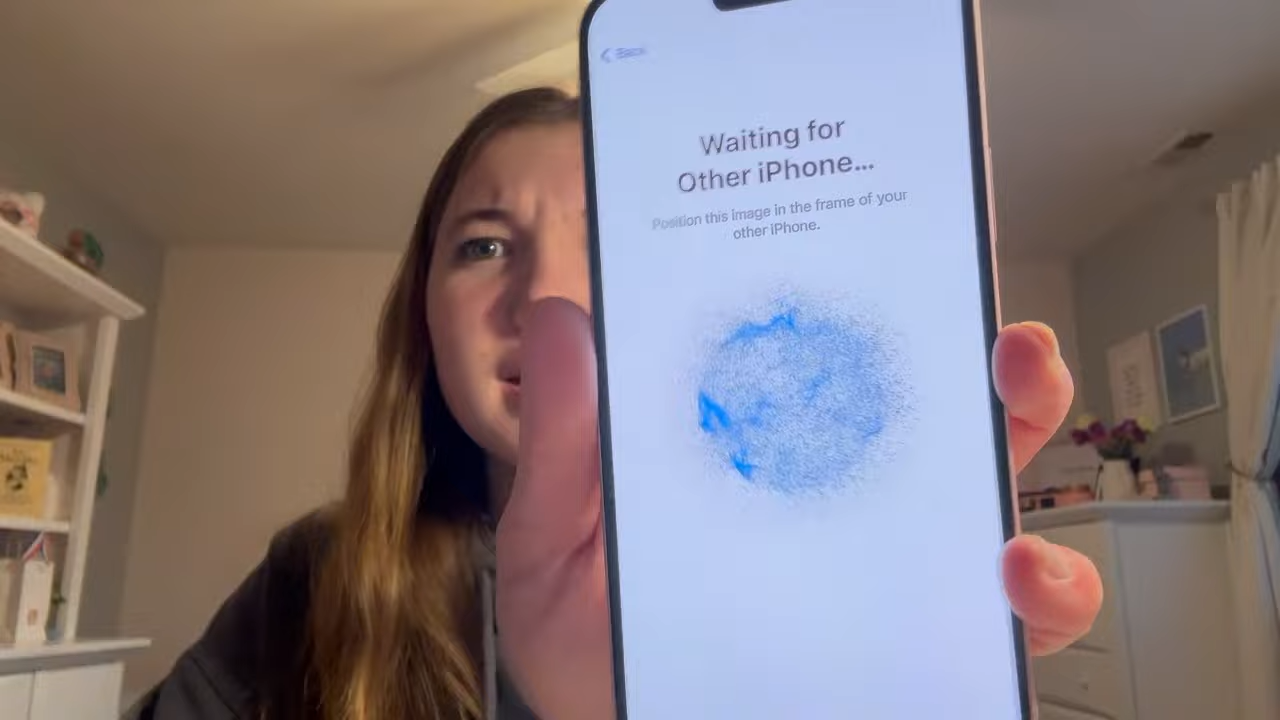 Back
Waiting for
Other iPhone...
Position this image in the frame of your
other iPhone.